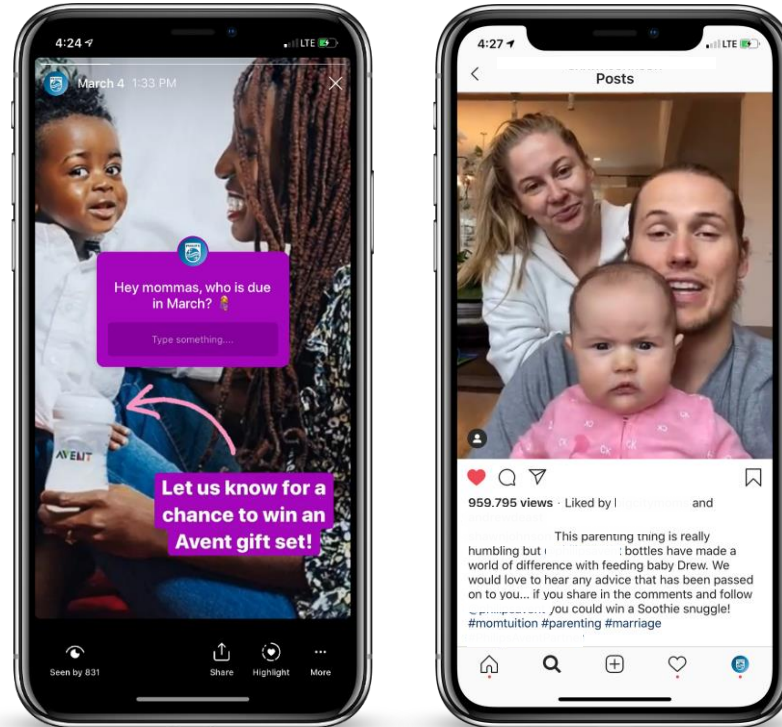 4:24
LTE
March 4 1:33 PM
Hey mommas, who is due
in March?
Type something....
AVENT
Let us know for a
chance to win an
Avent gift set!
Seen by 831
Share
Highlight
More
4:27
LTE
Posts
CK
959.795 views · Liked by and
This parenting thing is really
humbling but bottles have made a
world of difference with feeding baby Drew. We
would love to hear any advice that has been passed
on to you... if you share in the comments and follow
you could win a Soothie snuggle!
#momtuition #parenting #marriage